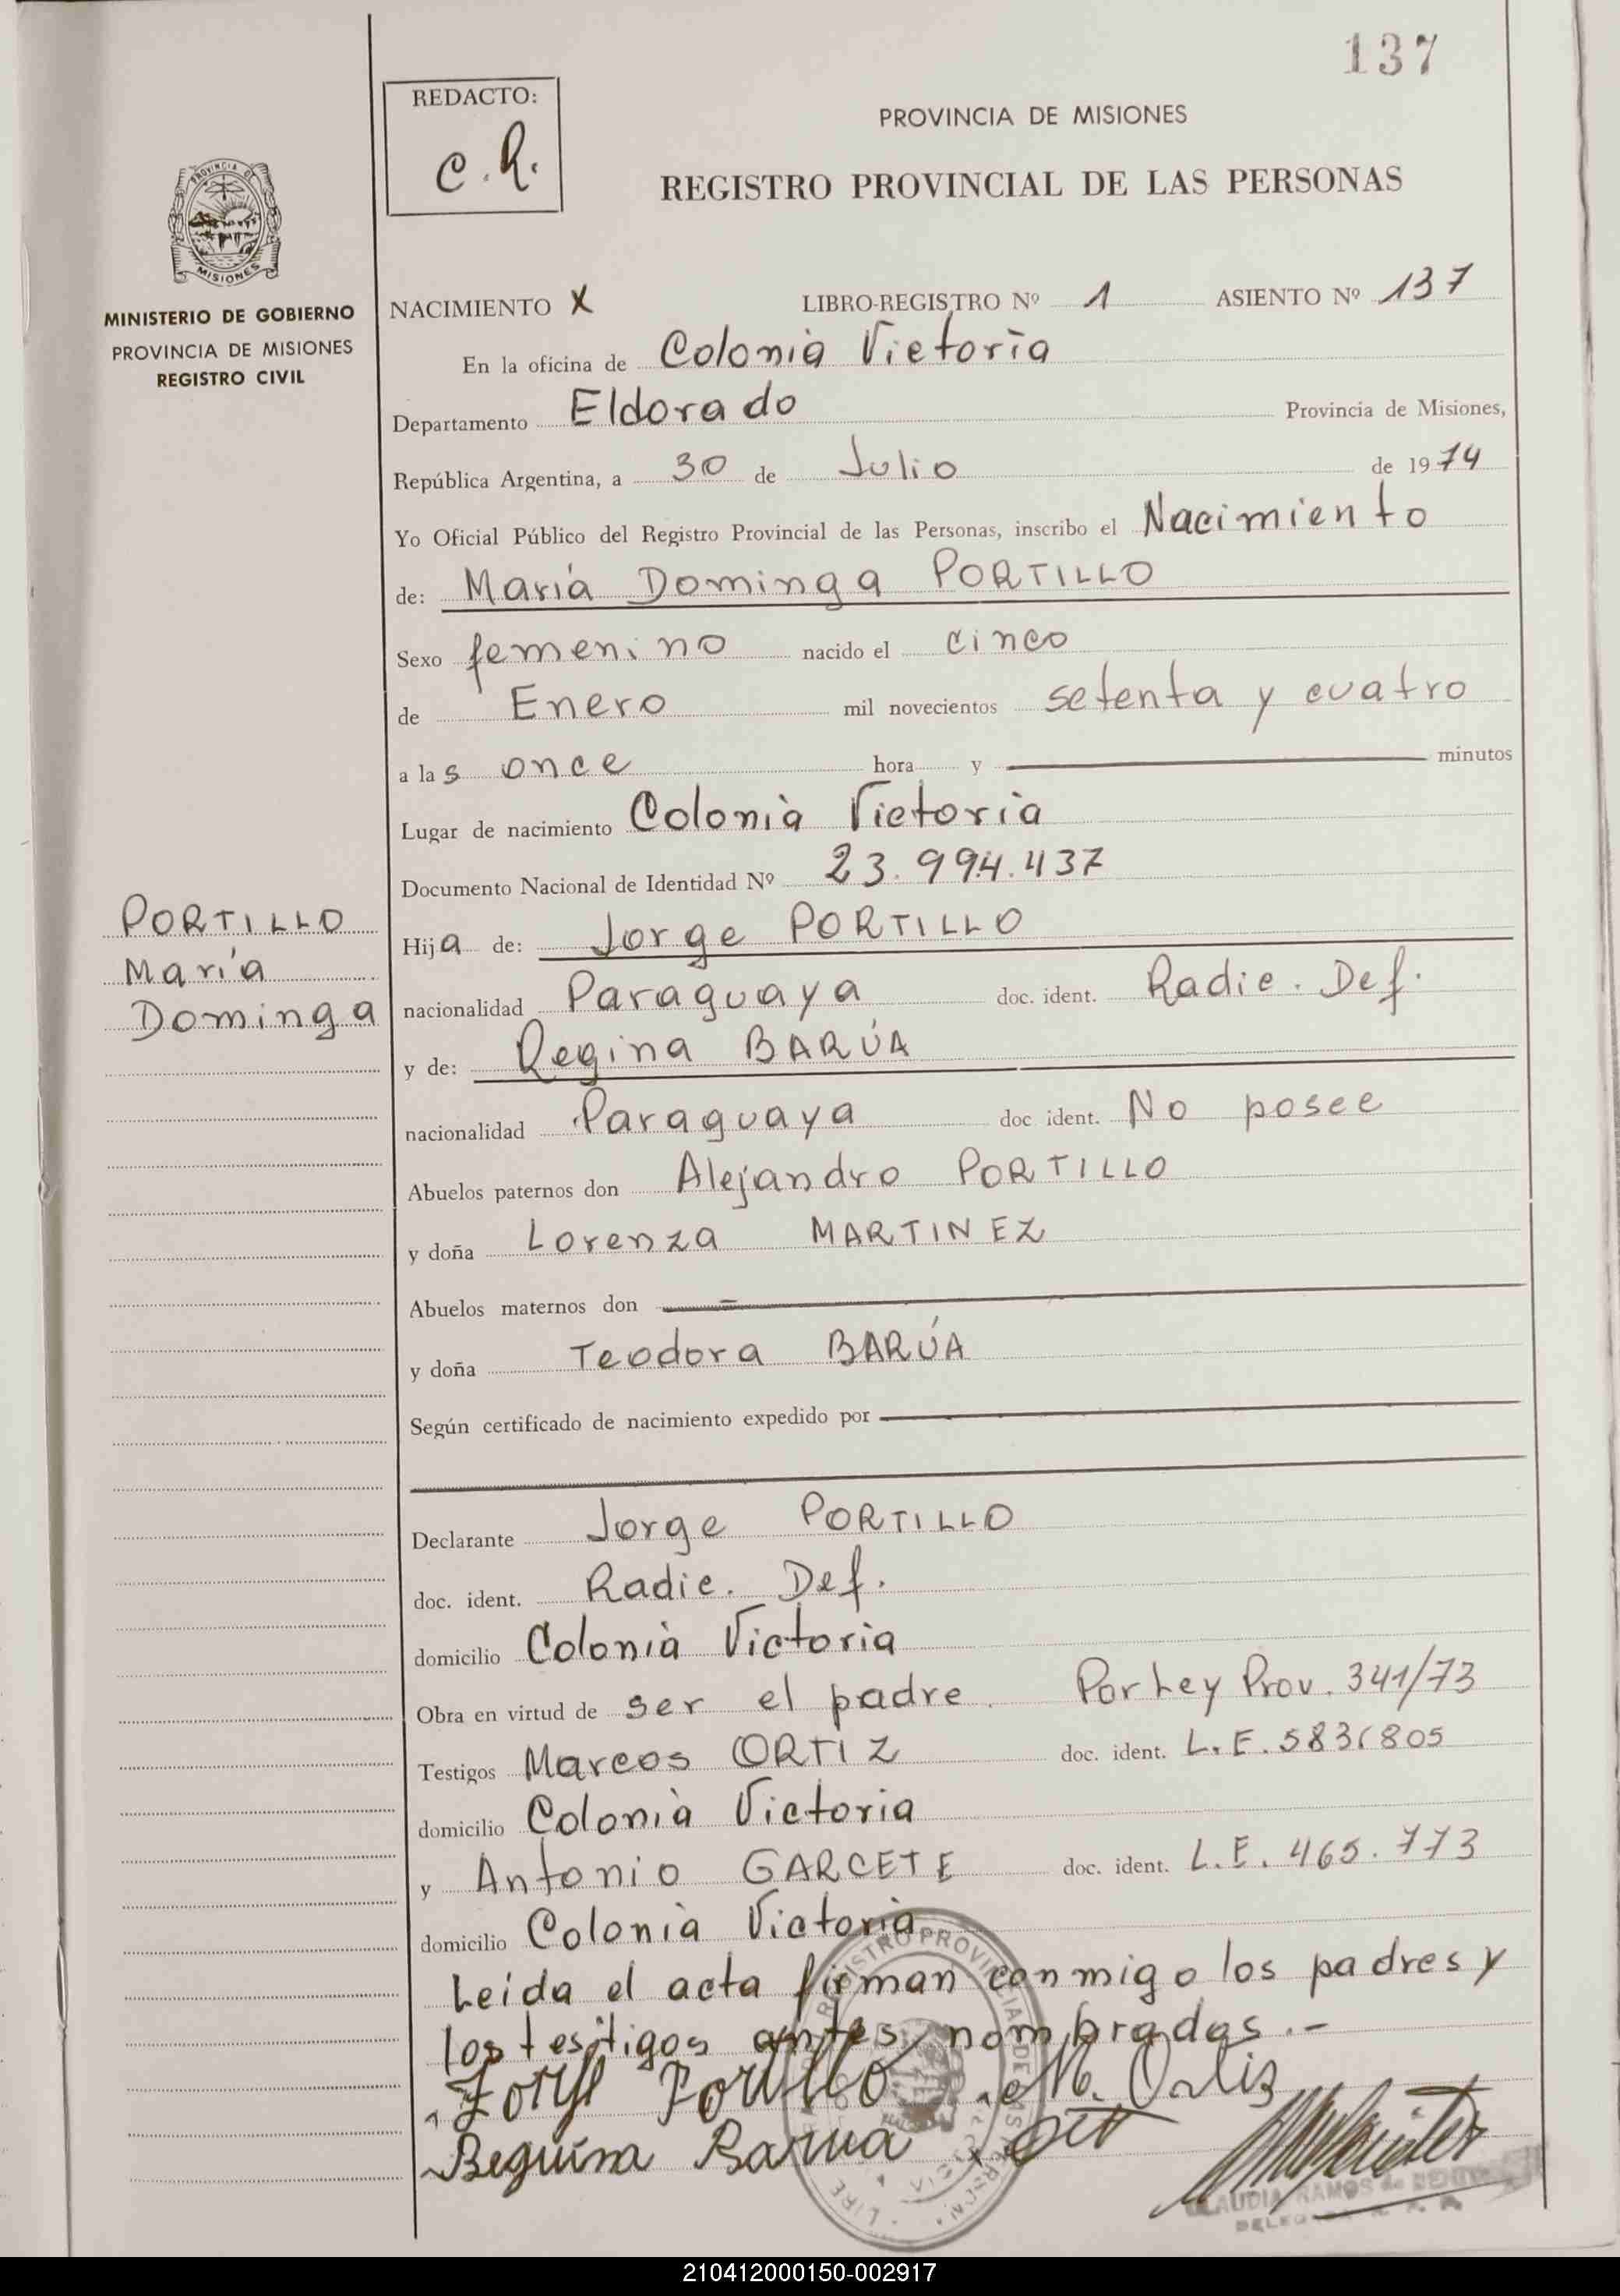 137
REDACTO:
C.R.
PROVINCIA DE MISIONES
REGISTRO PROVINCIAL DE LAS PERSONAS
PROVINCIA DE
MISIONES
MINISTERIO DE GOBIERNO
PROVINCIA DE MISIONES
REGISTRO CIVIL
NACIMIENTO X LIBRO-REGISTRO Nº 1 ASIENTO Nº 137
En la oficina de Colonia Victoria
Departamento Eldorado Provincia de Misiones,
República Argentina, a 30 de Julio de 1974
Yo Oficial Público del Registro Provincial de las Personas, inscribo el Nacimiento
de: María Dominga PORTILLO
Sexo femenino nacido el cinco
de Enero mil novecientos setenta y cuatro
a las once hora y minutos
Lugar de nacimiento Colonia Victoria
Documento Nacional de Identidad Nº 23.994.437
PORTILLO
María
Dominga
Hija de: Jorge PORTILLO
nacionalidad Paraguaya doc. ident. Radic. Def.
y de: Regina BARÚA
nacionalidad Paraguaya doc ident. No posee
Abuelos paternos don Alejandro PORTILLO
y doña Lorenza MARTINEZ
Abuelos maternos don
y doña Teodora BARÚA
Según certificado de nacimiento expedido por
Declarante Jorge PORTILLO
doc. ident. Radic. Def.
domicilio Colonia Victoria
Obra en virtud de ser el padre. Por Ley Prov. 341/73
Testigos Marcos ORTIZ doc. ident. L.E.
domicilio Colonia Victoria
y Antonio GARCETE doc. ident. L.E. 465.773
domicilio Colonia Victoria
Leída el acta firman conmigo los padres y
los testigos antes nombrados.-
Jorge Portillo M. Ortiz
Beguina Barua
CLAUDIA RAMOS de
210412000150-002917